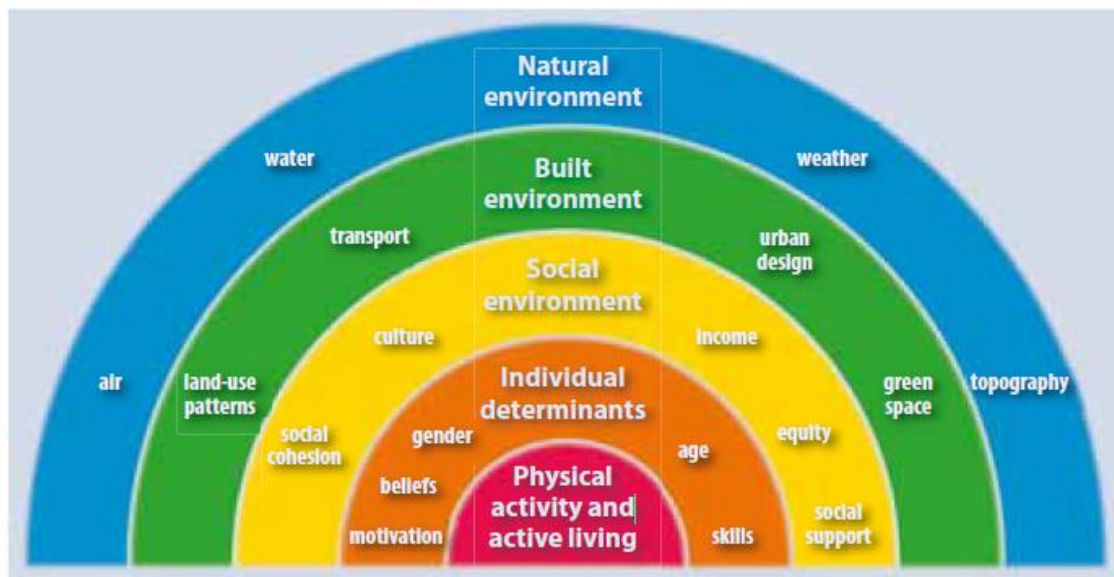 Natural
environment
water
weather
Built
environment
transport
urban
design
Social
environment
culture
income
air
land-use
patterns
green
space
topography
Individual
determinants
social
cohesion
gender
age
equity
beliefs
Physical
activity and
active living
motivation
skills
social
support